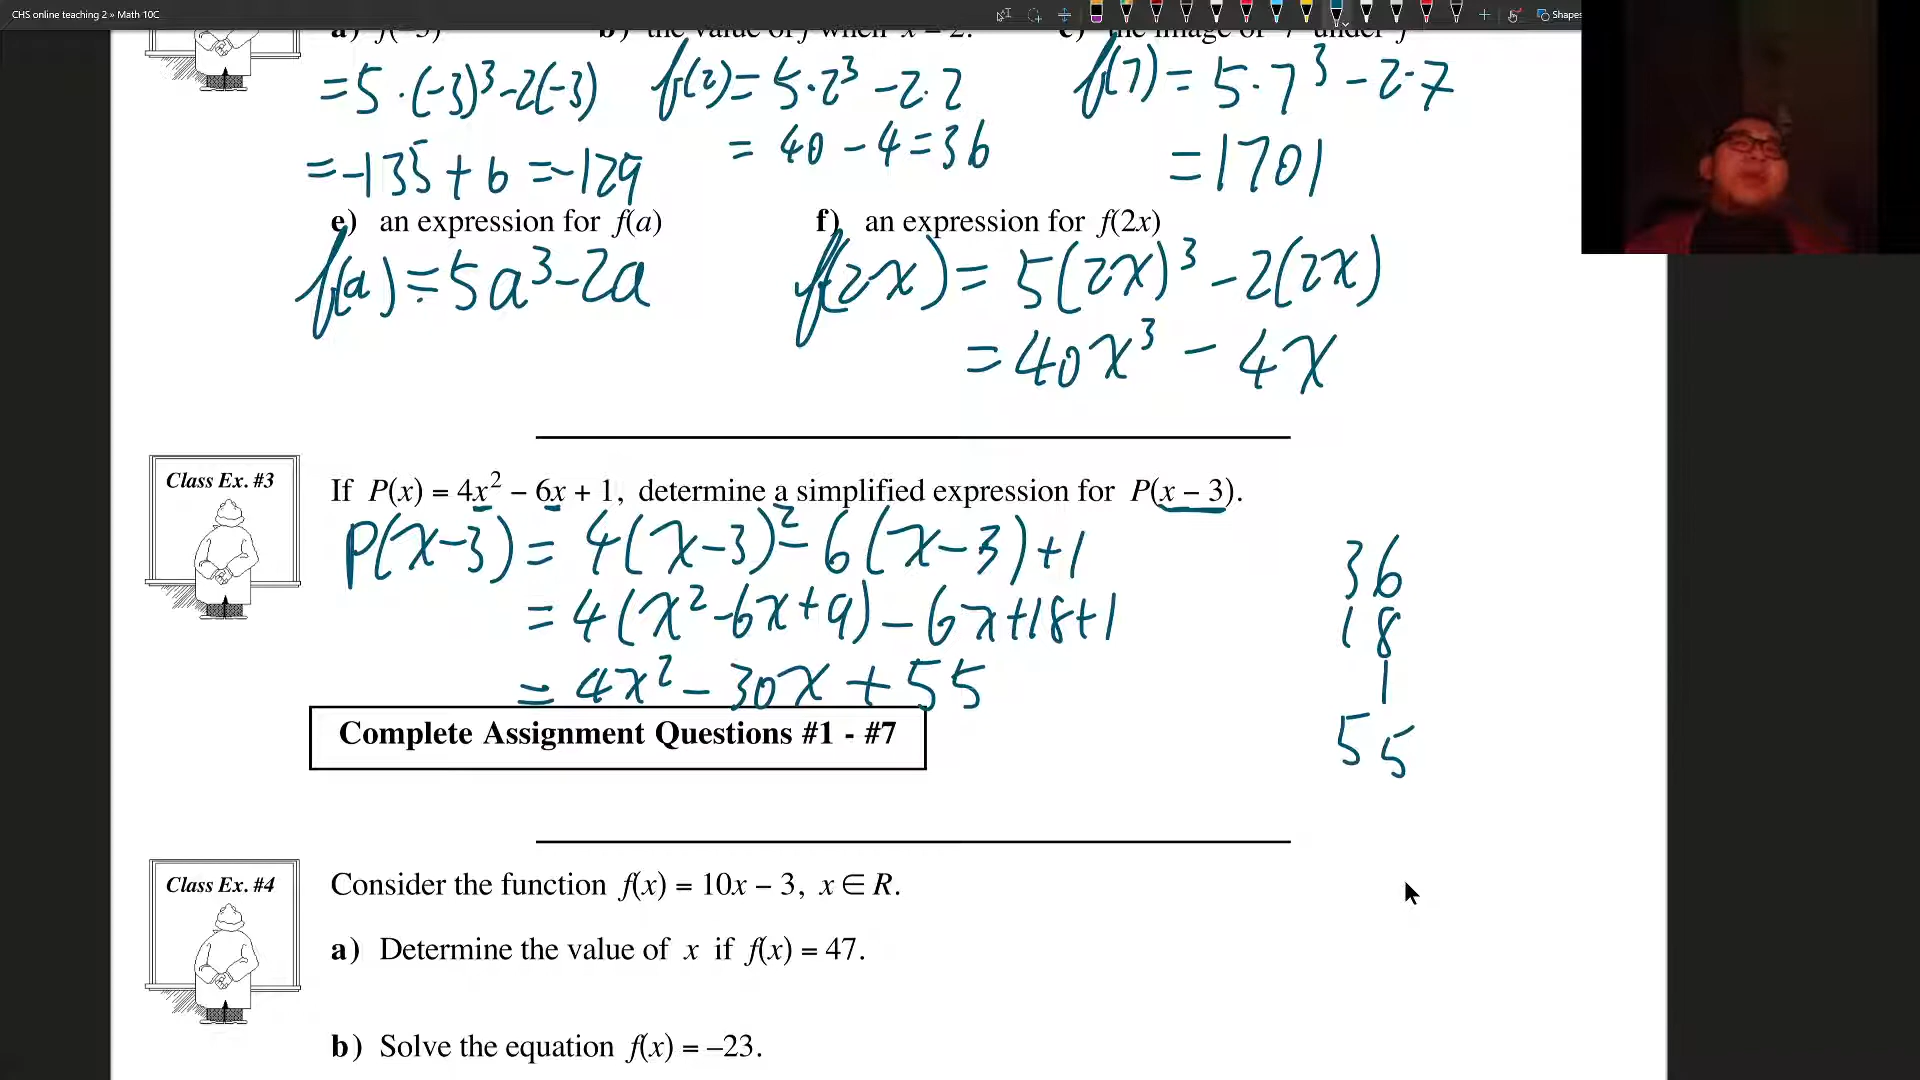 CHS online teaching 2 » Math 10C
Shapes
= 5 · (-3)³ - 2(-3)
f(2) = 5 · 2³ - 2 · 2
f(7) = 5 · 7³ - 2 · 7
= -135 + 6 = -129
= 40 - 4 = 36
= 1701
e) an expression for f(a)
f) an expression for f(2x)
f(a) = 5a³ - 2a
f(2x) = 5(2x)³ - 2(2x)
= 40x³ - 4x
Class Ex. #3
If P(x) = 4x² − 6x + 1, determine a simplified expression for P(x − 3).
P(x-3) = 4(x-3)² - 6(x-3) + 1
= 4(x² - 6x + 9) - 6x + 18 + 1
= 4x² - 30x + 55
36
18
1
55
Complete Assignment Questions #1 - #7
Class Ex. #4
Consider the function f(x) = 10x − 3, x ∈ R.
a) Determine the value of x if f(x) = 47.
b) Solve the equation f(x) = –23.